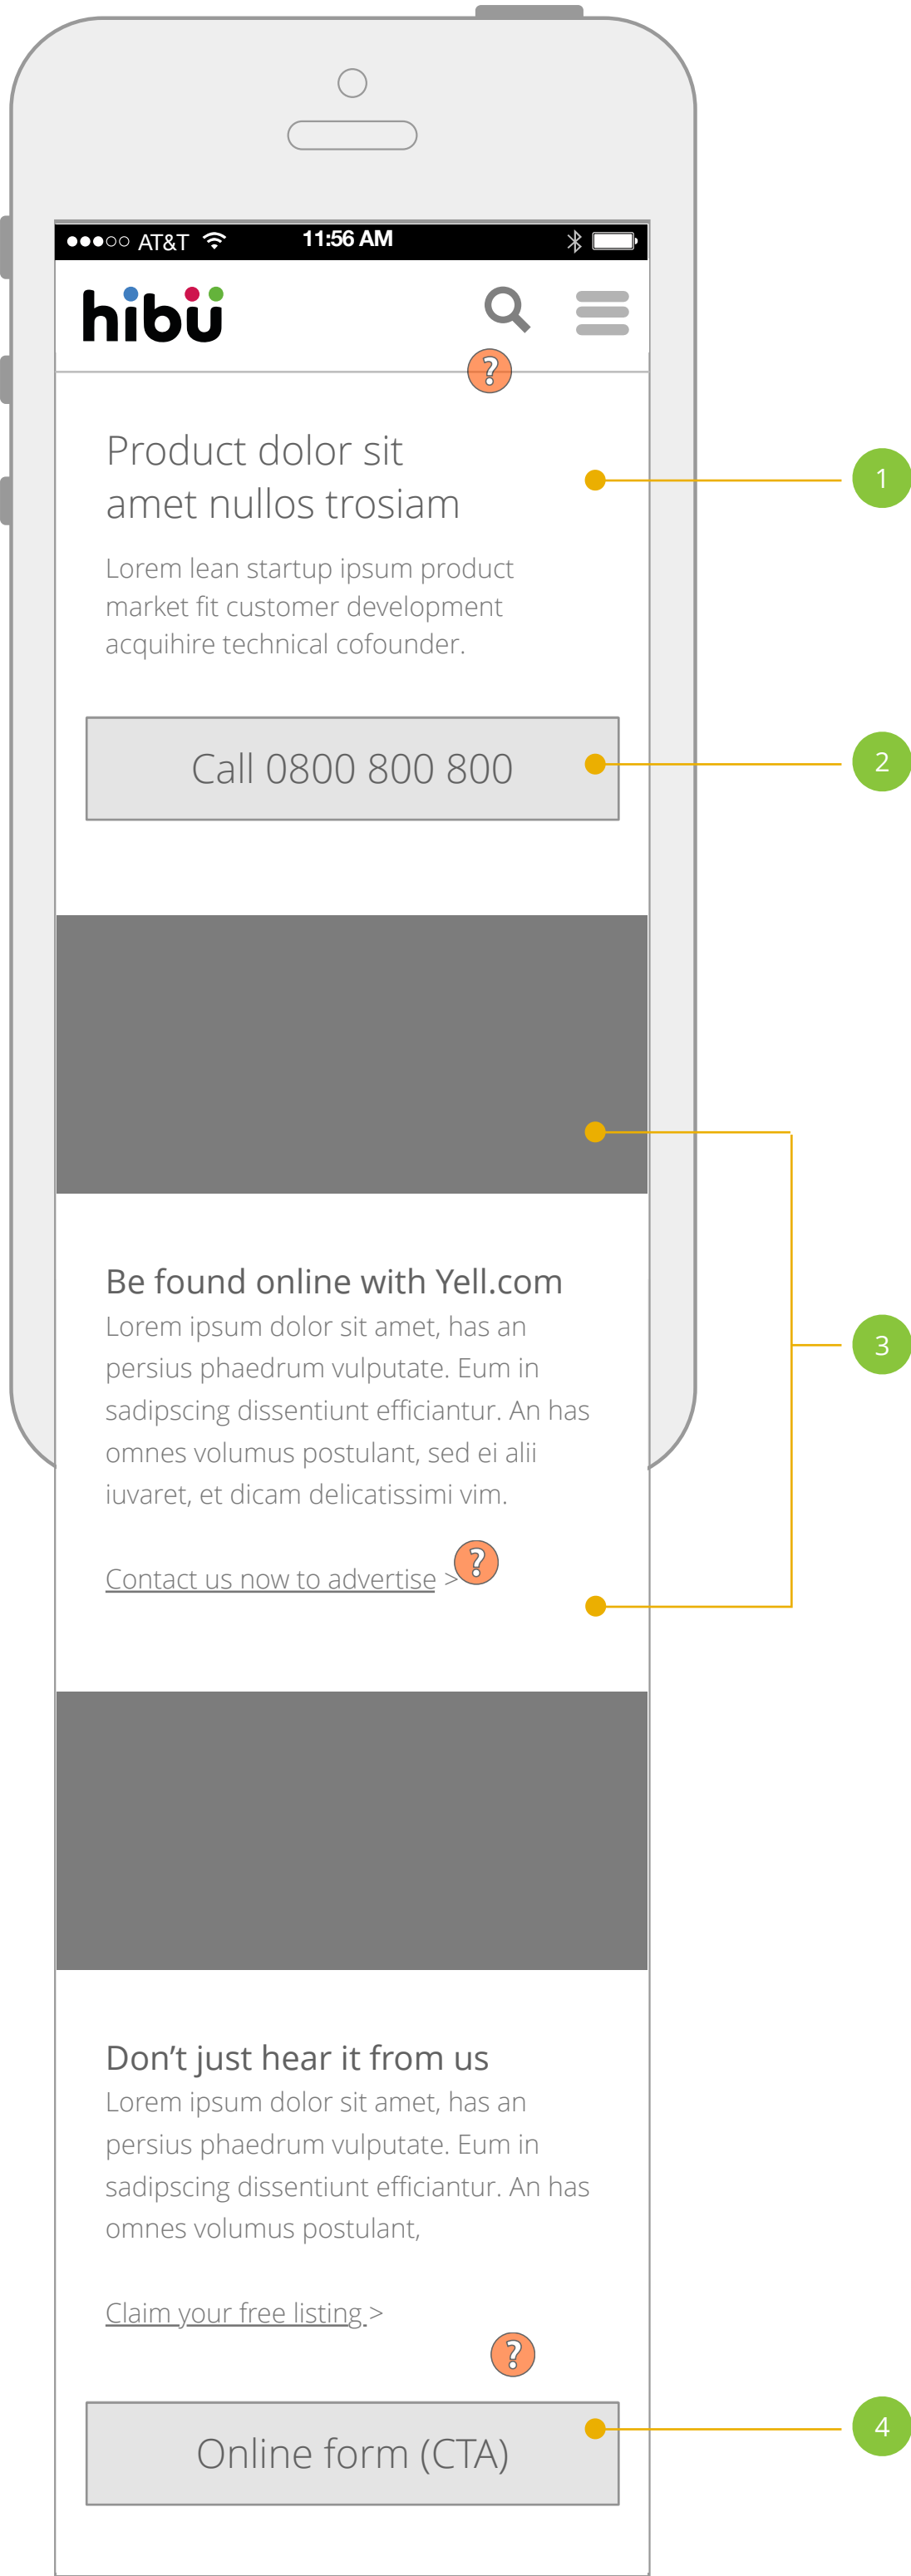 AT&T 11:56 AM
hibü
?
Product dolor sit
amet nullos trosiam
1
Lorem lean startup ipsum product
market fit customer development
acquihire technical cofounder.
Call 0800 800 800
2
Be found online with Yell.com
Lorem ipsum dolor sit amet, has an
persius phaedrum vulputate. Eum in
3
sadipscing dissentiunt efficiantur. An has
omnes volumus postulant, sed ei alii
iuvaret, et dicam delicatissimi vim.
Contact us now to advertise >
?
Don’t just hear it from us
Lorem ipsum dolor sit amet, has an
persius phaedrum vulputate. Eum in
sadipscing dissentiunt efficiantur. An has
omnes volumus postulant,
Claim your free listing >
?
Online form (CTA)
4